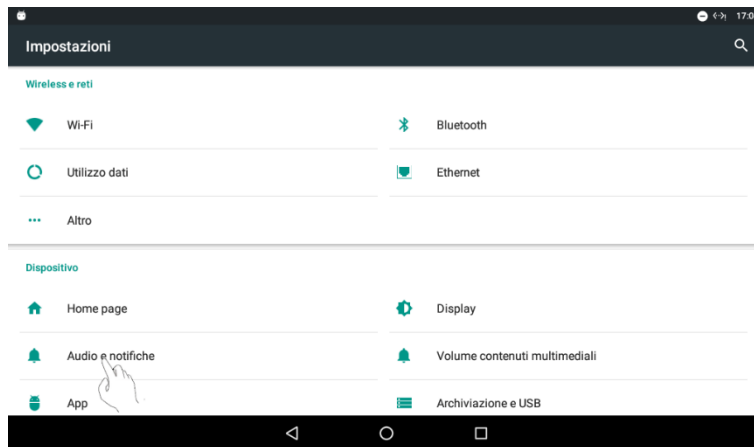 17:0
Impostazioni
Wireless e reti
Wi-Fi
Bluetooth
Utilizzo dati
Ethernet
Altro
Dispositivo
Home page
Display
Audio e notifiche
Volume contenuti multimediali
App
Archiviazione e USB